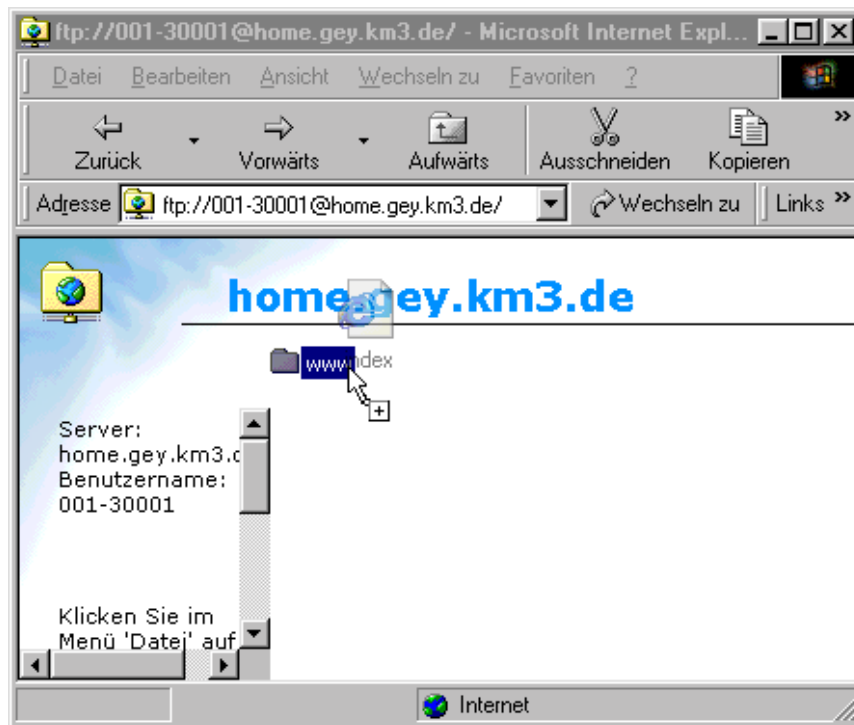 ftp://001-30001@home.gey.km3.de/ - Microsoft Internet Expl...
Datei Bearbeiten Ansicht Wechseln zu Favoriten ?
Zurück Vorwärts Aufwärts Ausschneiden Kopieren »
Adresse ftp://001-30001@home.gey.km3.de/ Wechseln zu Links »
home.gey.km3.de
www ndex
Server:
home.gey.km3.d
Benutzername:
001-30001
Klicken Sie im
Menü 'Datei' auf
Internet